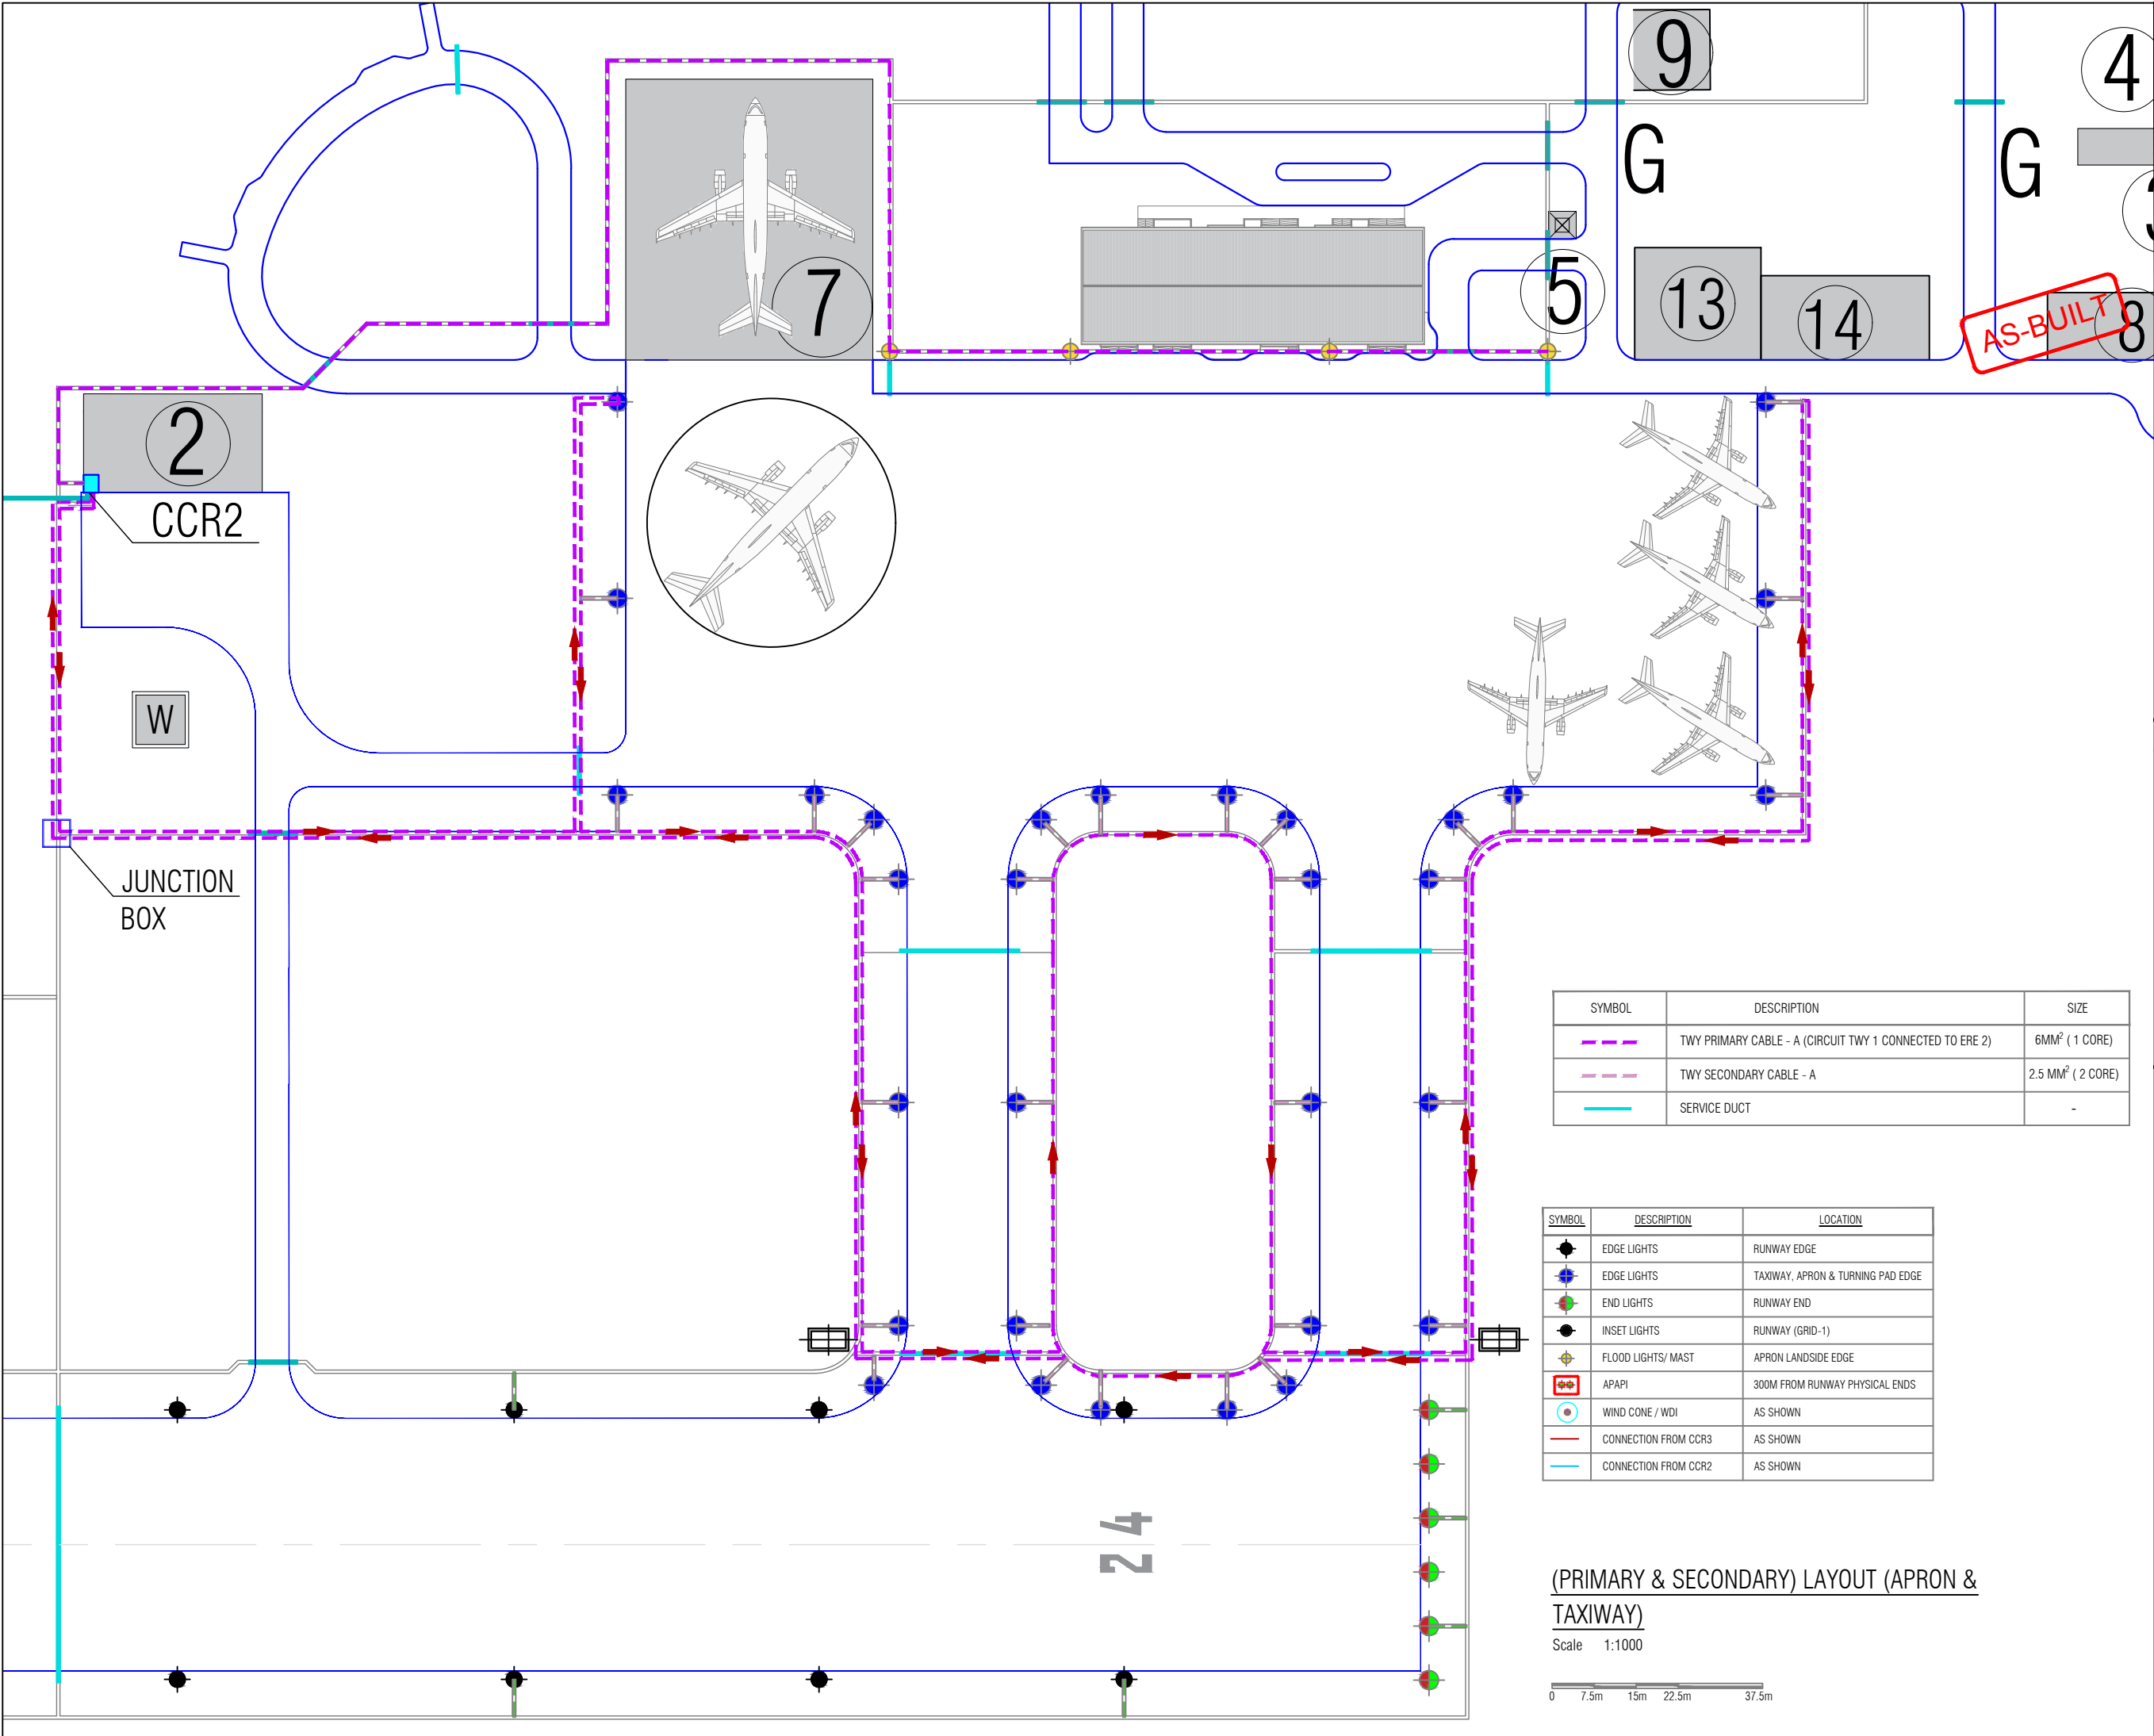 9
4
G
G
3
7
5
13
14
8
AS-BUILT
2
CCR2
W
JUNCTION
BOX
SYMBOL DESCRIPTION SIZE
TWY PRIMARY CABLE - A (CIRCUIT TWY 1 CONNECTED TO ERE 2) 6MM² ( 1 CORE)
TWY SECONDARY CABLE - A 2.5 MM² ( 2 CORE)
SERVICE DUCT -
SYMBOL DESCRIPTION LOCATION
EDGE LIGHTS RUNWAY EDGE
EDGE LIGHTS TAXIWAY, APRON & TURNING PAD EDGE
END LIGHTS RUNWAY END
INSET LIGHTS RUNWAY (GRID-1)
FLOOD LIGHTS/ MAST APRON LANDSIDE EDGE
APAPI 300M FROM RUNWAY PHYSICAL ENDS
WIND CONE / WDI AS SHOWN
CONNECTION FROM CCR3 AS SHOWN
CONNECTION FROM CCR2 AS SHOWN
24
(PRIMARY & SECONDARY) LAYOUT (APRON &
TAXIWAY)
Scale 1:1000
0 7.5m 15m 22.5m 37.5m